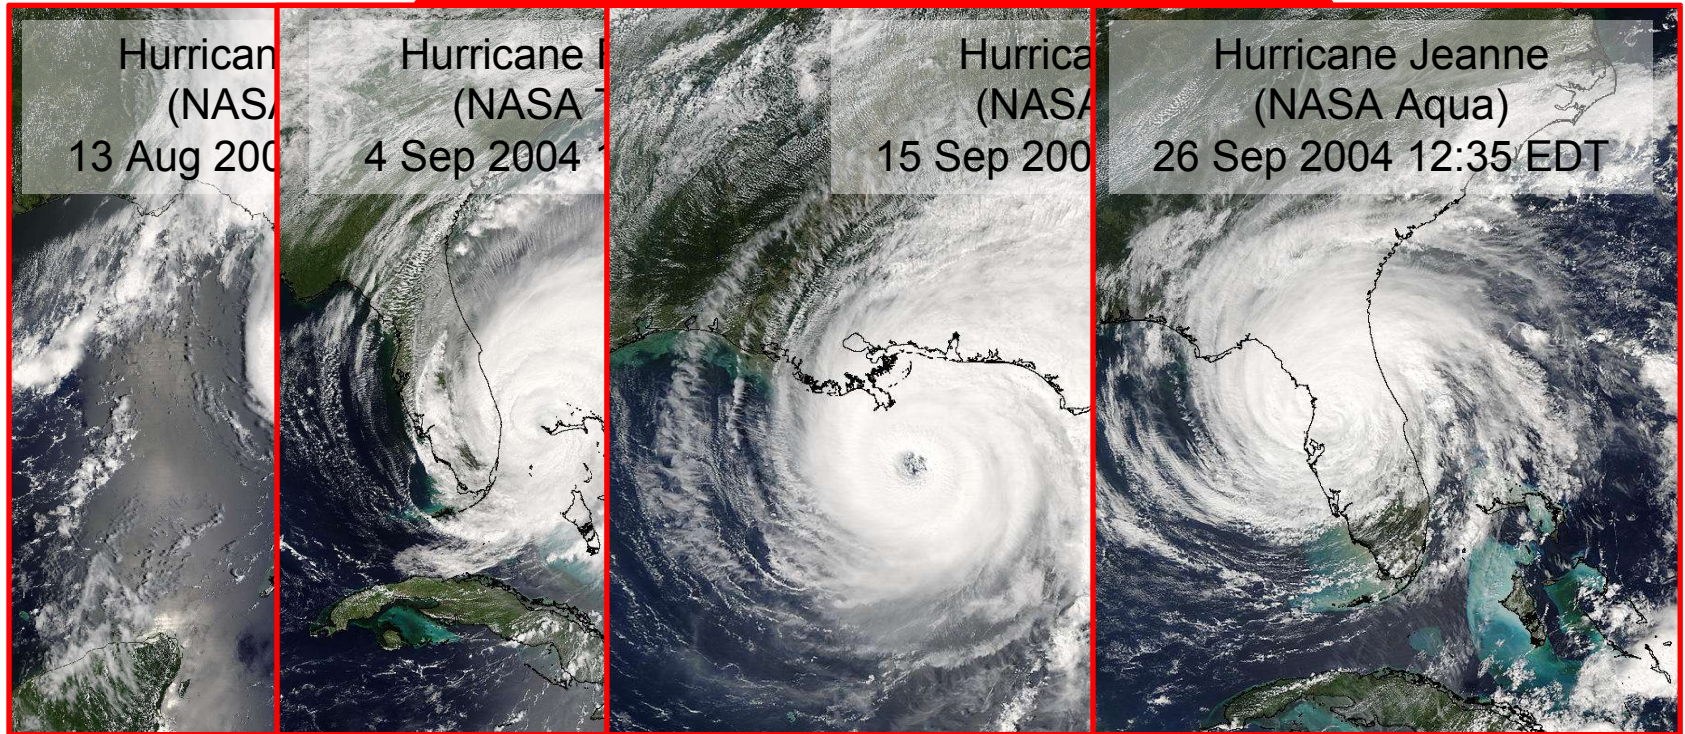 Hurrican
(NASA
13 Aug 200
Hurricane F
(NASA T
4 Sep 2004 1
Hurrica
(NASA
15 Sep 200
Hurricane Jeanne
(NASA Aqua)
26 Sep 2004 12:35 EDT